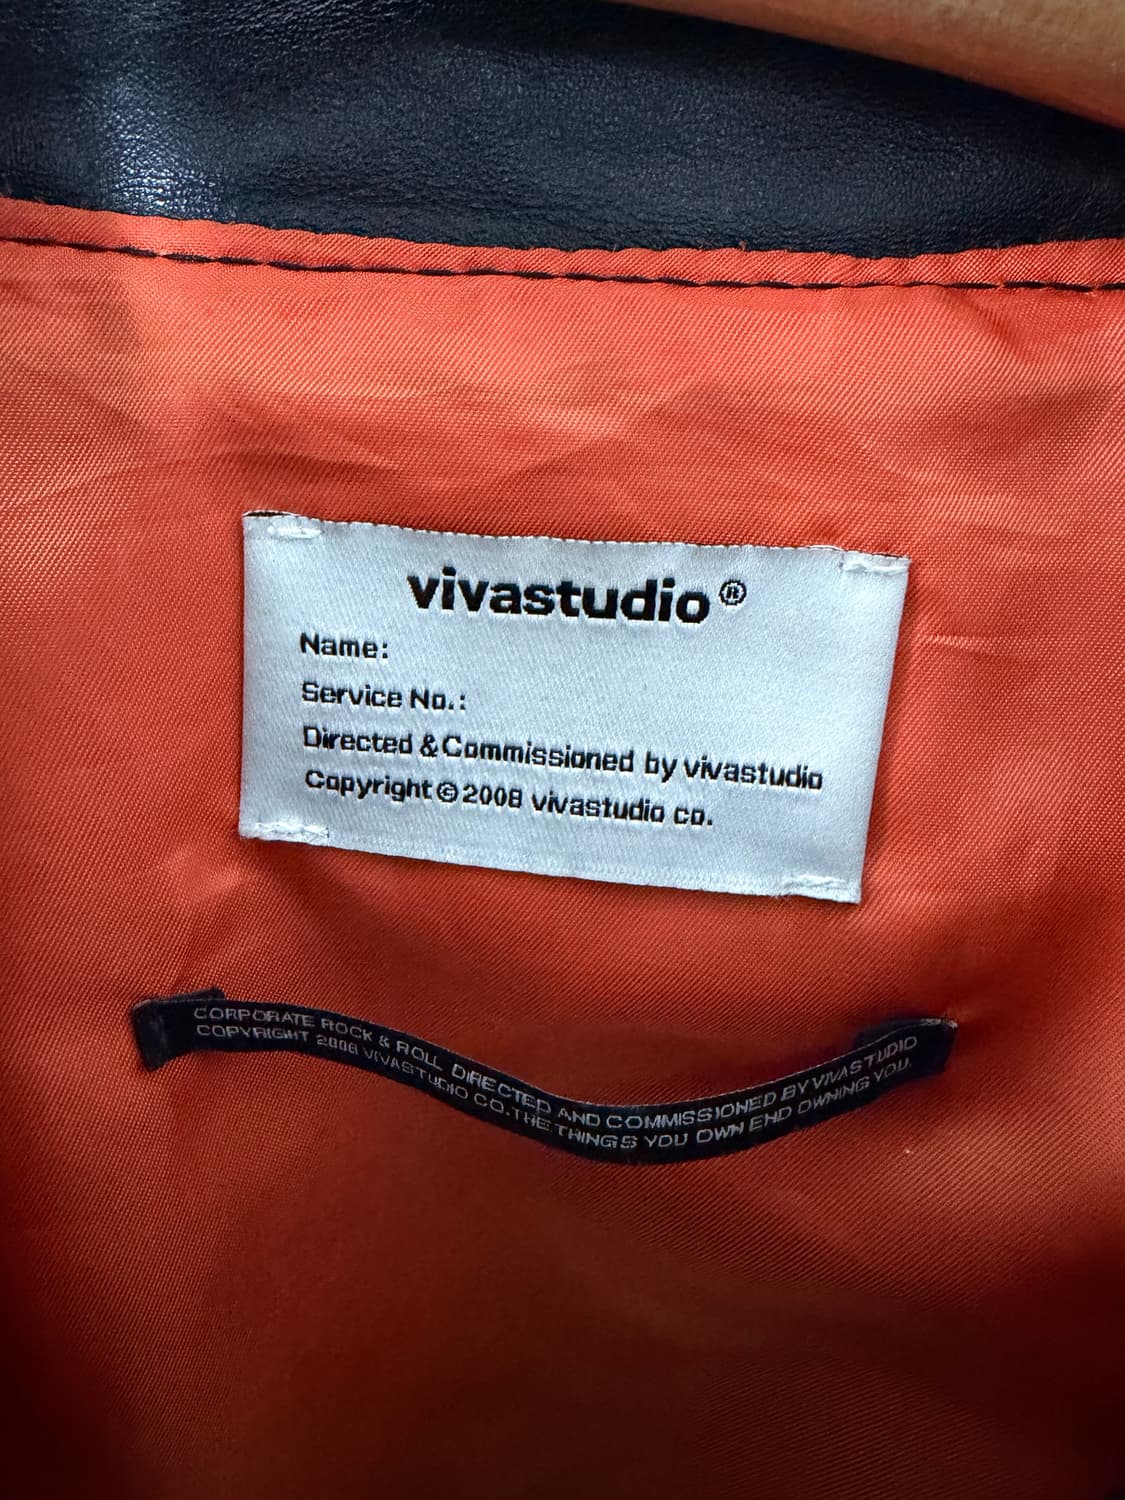 vivastudio®
Name:
Service No.:
Directed & Commissioned by vivastudio
Copyright © 2008 vivastudio co.
CORPORATE ROCK & ROLL DIRECTED AND COMMISSIONED BY VIVASTUDIO
COPYRIGHT 2008 VIVASTUDIO CO.THE THINGS YOU OWN END OWNING YOU.